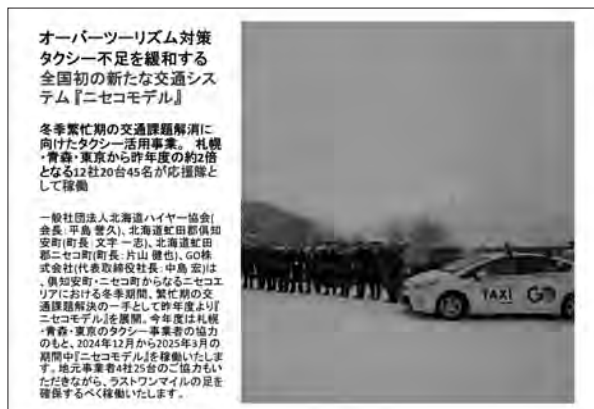 オーバーツーリズム対策
タクシー不足を緩和する
全国初の新たな交通シス
テム『ニセコモデル』
冬季繁忙期の交通課題解消に
向けたタクシー活用事業。 札幌
・青森・東京から昨年度の約2倍
となる12社20台45名が応援隊と
して稼働
一般社団法人北海道ハイヤー協会(
会長:平島 誉久)、北海道虻田郡倶知
安町(町長:文字 一志)、北海道虻田
郡ニセコ町(町長:片山 健也)、GO株
式会社(代表取締役社長:中島 宏)は
、倶知安町・ニセコ町からなるニセコエ
リアにおける冬季期間、繁忙期の交
通課題解決の一手として昨年度より『
ニセコモデル』を展開。今年度は札幌
・青森・東京のタクシー事業者の協力
のもと、2024年12月から2025年3月の
期間中『ニセコモデル』を稼働いたしま
す。地元事業者4社25台のご協力もい
ただきながら、ラストワンマイルの足を
確保するべく稼働いたします。
TAXI GO